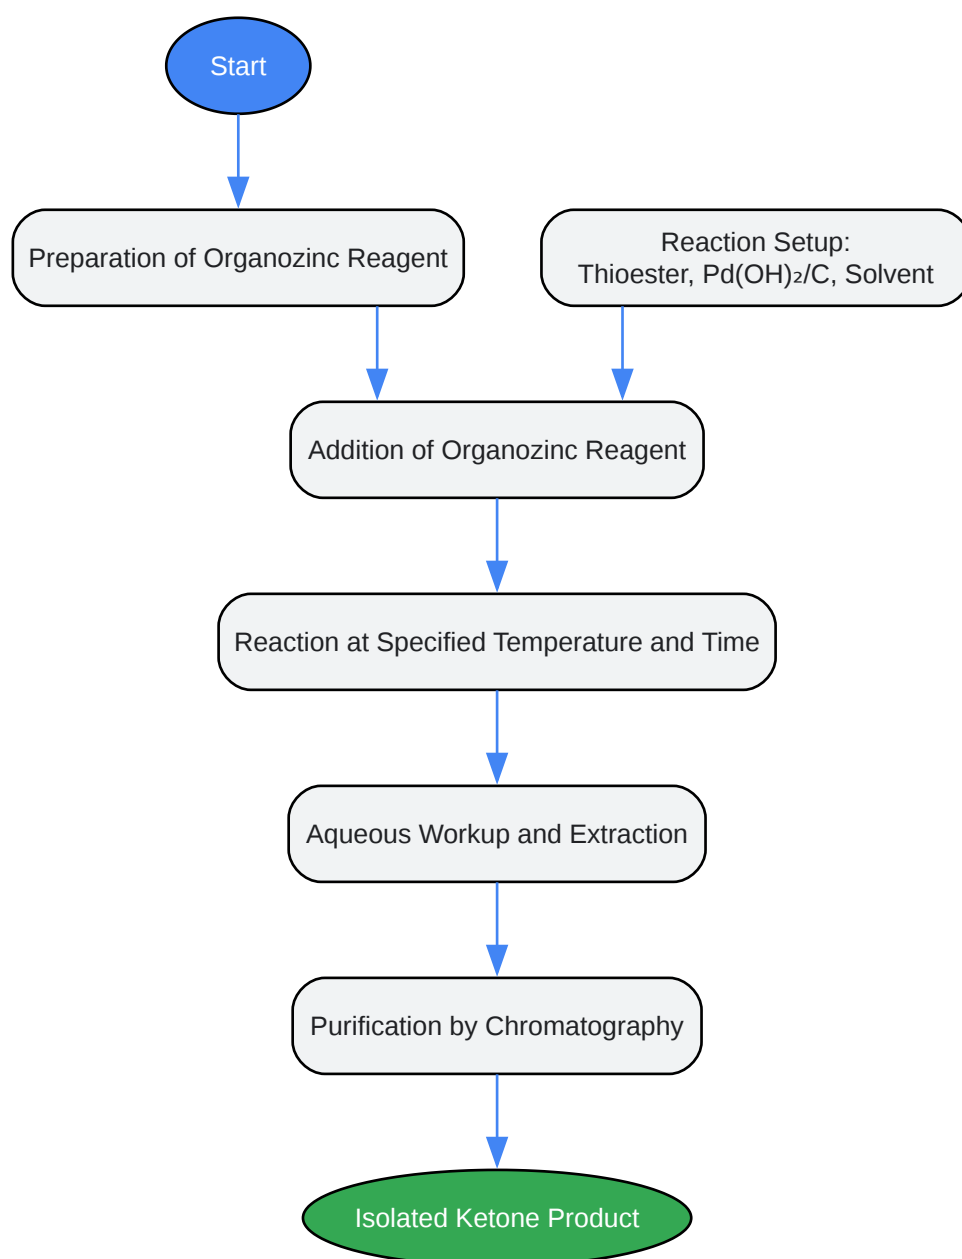 Start
Preparation of Organozinc Reagent
Reaction Setup:
Thioester, Pd(OH)₂/C, Solvent
Addition of Organozinc Reagent
Reaction at Specified Temperature and Time
Aqueous Workup and Extraction
Purification by Chromatography
Isolated Ketone Product